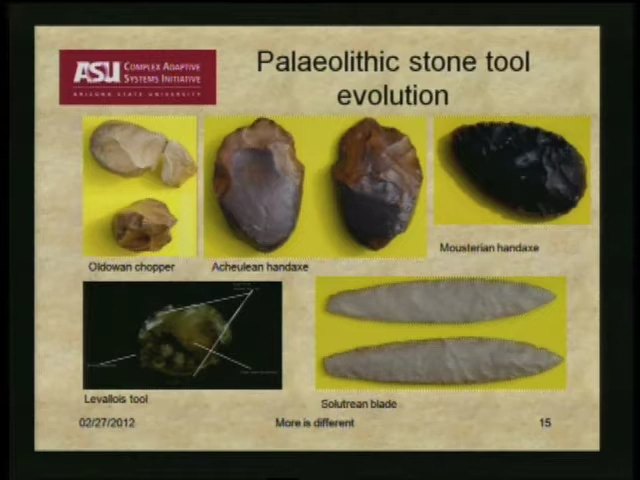 ASU COMPLEX ADAPTIVE
SYSTEMS INITIATIVE
ARIZONA STATE UNIVERSITY
Palaeolithic stone tool
evolution
Oldowan chopper
Acheulean handaxe
Mousterian handaxe
Levallois tool
Solutrean blade
02/27/2012
More is different
15